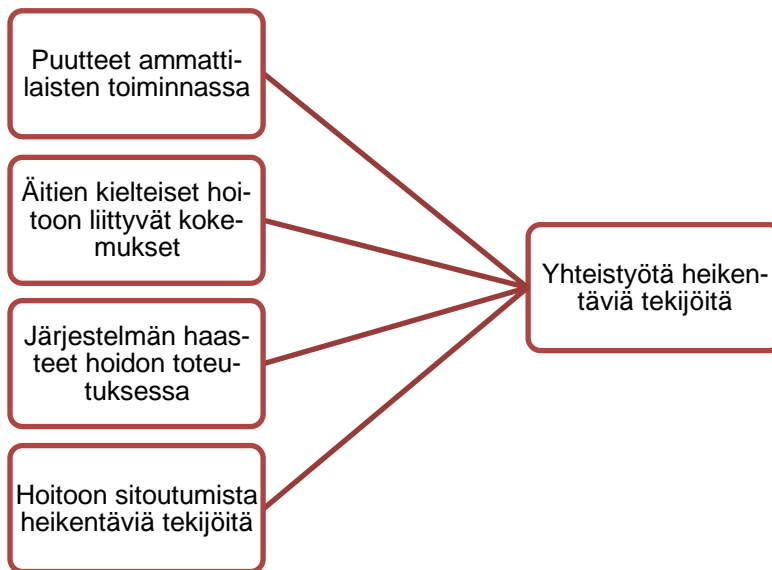 Puutteet ammatti-
laisten toiminnassa
Äitien kielteiset hoi-
toon liittyvät koke-
mukset
Järjestelmän haas-
teet hoidon toteu-
tuksessa
Hoitoon sitoutumista
heikentäviä tekijöitä
Yhteistyötä heiken-
täviä tekijöitä